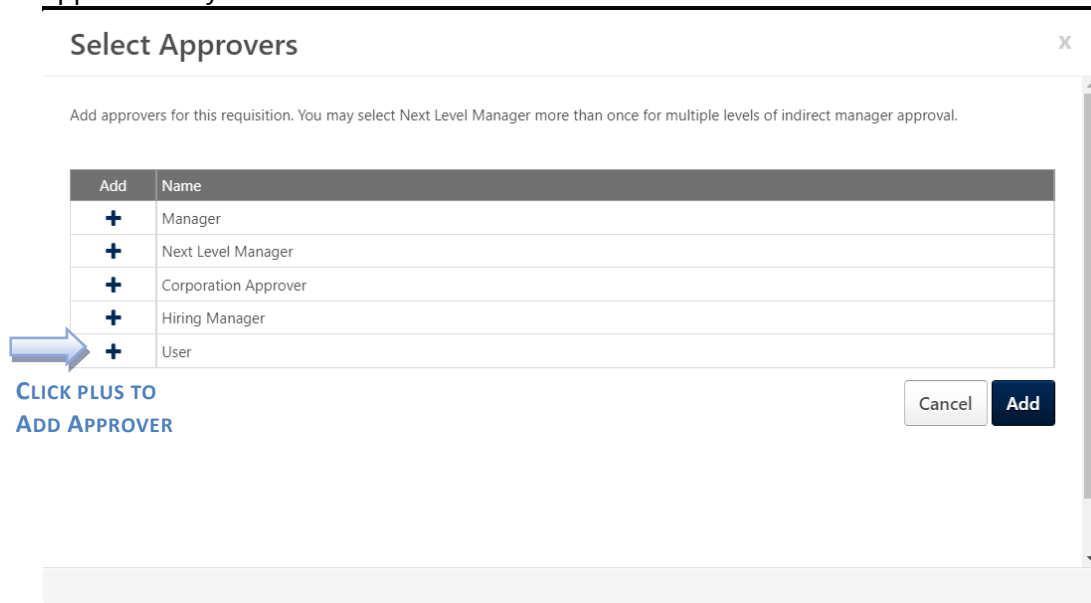 Select Approvers
x
Add approvers for this requisition. You may select Next Level Manager more than once for multiple levels of indirect manager approval.
Add Name
Manager
Next Level Manager
Corporation Approver
Hiring Manager
User
CLICK PLUS TO
ADD APPROVER
Cancel Add